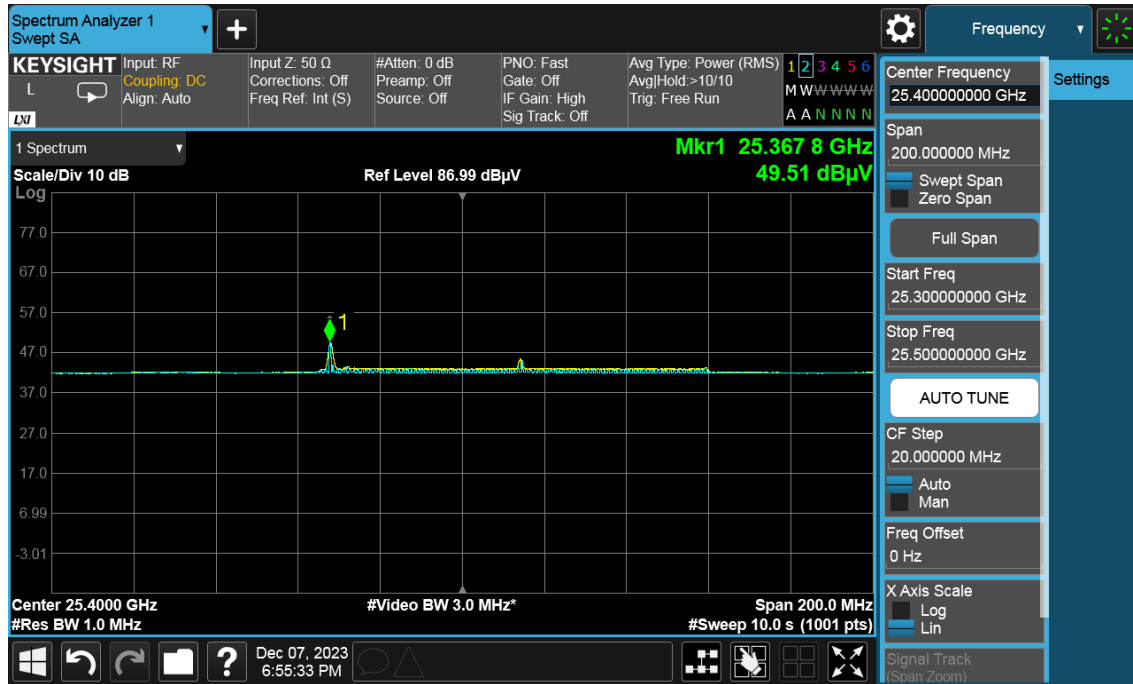 Spectrum Analyzer 1
Swept SA
+
Frequency
KEYSIGHT
L
LXI
Input: RF
Coupling: DC
Align: Auto
Input Z: 50 Ω
Corrections: Off
Freq Ref: Int (S)
#Atten: 0 dB
Preamp: Off
Source: Off
PNO: Fast
Gate: Off
IF Gain: High
Sig Track: Off
Avg Type: Power (RMS)
Avg|Hold:>10/10
Trig: Free Run
1 2 3 4 5 6
M W W W W W
A A N N N N
1 Spectrum
Scale/Div 10 dB
Log
Ref Level 86.99 dBµV
Mkr1 25.367 8 GHz
49.51 dBµV
77.0
67.0
57.0
47.0
37.0
27.0
17.0
6.99
-3.01
1
Center 25.4000 GHz
#Res BW 1.0 MHz
#Video BW 3.0 MHz*
Span 200.0 MHz
#Sweep 10.0 s (1001 pts)
?
Dec 07, 2023
6:55:33 PM
Center Frequency
25.400000000 GHz
Span
200.000000 MHz
Swept Span
Zero Span
Full Span
Start Freq
25.300000000 GHz
Stop Freq
25.500000000 GHz
AUTO TUNE
CF Step
20.000000 MHz
Auto
Man
Freq Offset
0 Hz
X Axis Scale
Log
Lin
Signal Track
(Span Zoom)
Settings